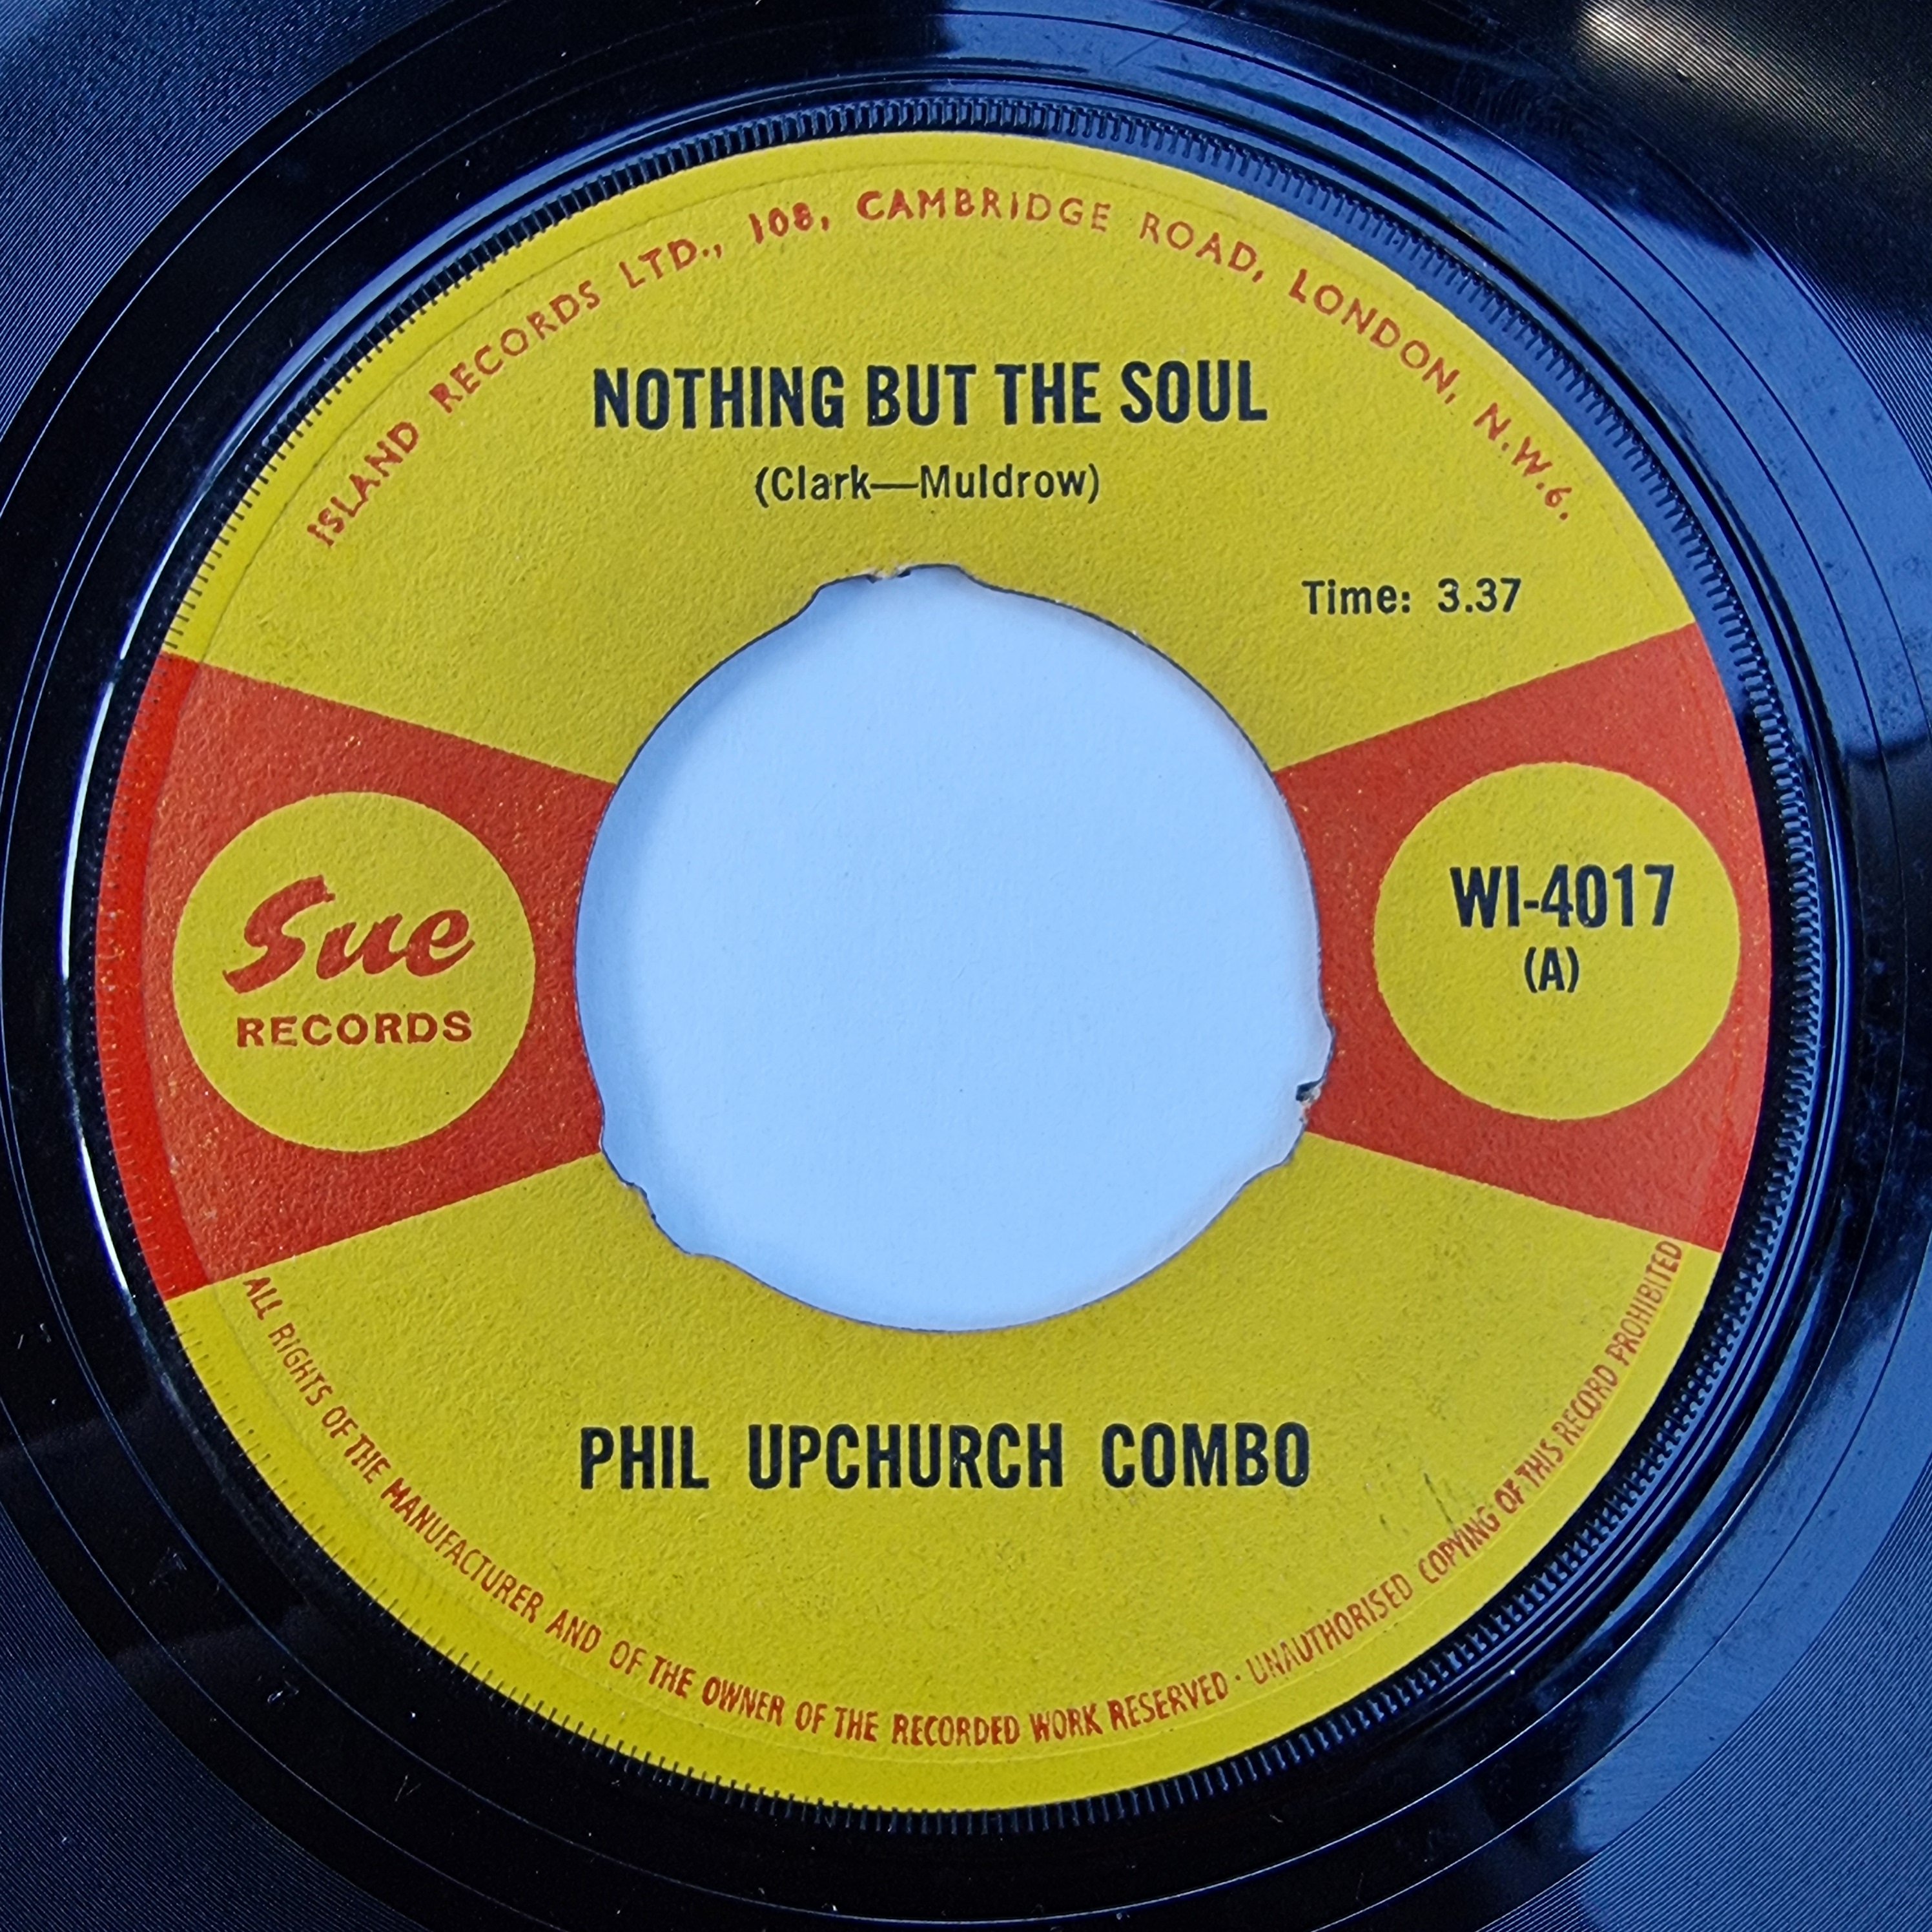 ISLAND RECORDS LTD., 108, CAMBRIDGE ROAD, LONDON, N.W.6.
NOTHING BUT THE SOUL
(Clark—Muldrow)
Time: 3.37
Sue
RECORDS
WI-4017
(A)
PHIL UPCHURCH COMBO
ALL RIGHTS OF THE MANUFACTURER AND OF THE OWNER OF THE RECORDED WORK RESERVED · UNAUTHORISED COPYING OF THIS RECORD PROHIBITED